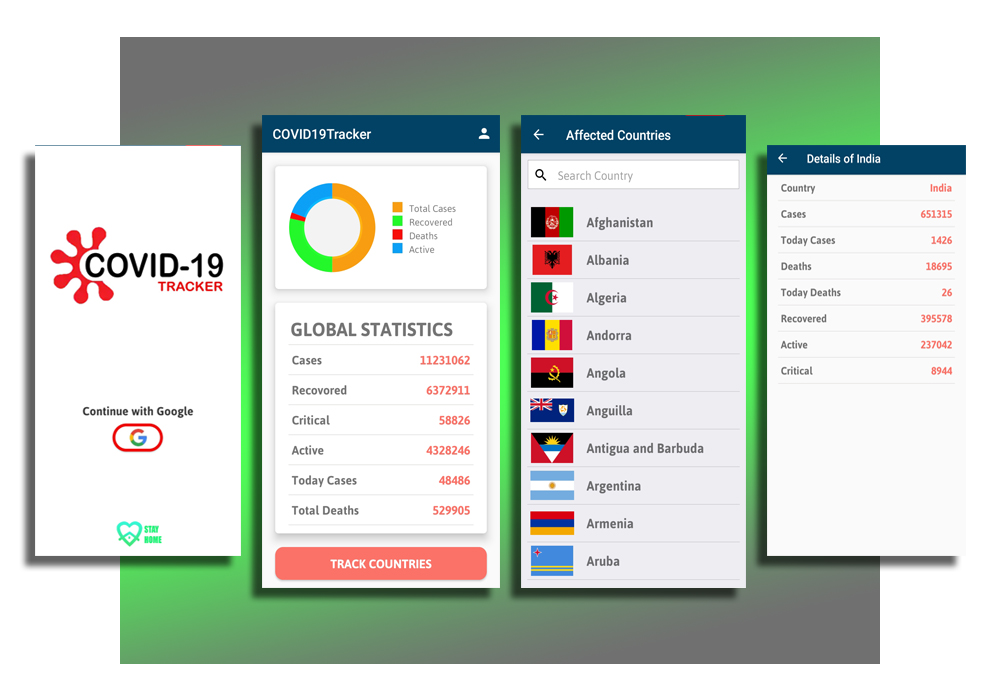 COVID-19
TRACKER
Continue with Google
G
STAY
HOME
COVID19Tracker
Total Cases
Recovered
Deaths
Active
GLOBAL STATISTICS
Cases 11231062
Recovored 6372911
Critical 58826
Active 4328246
Today Cases 48486
Total Deaths 529905
TRACK COUNTRIES
Affected Countries
Search Country
Afghanistan
Albania
Algeria
Andorra
Angola
Anguilla
Antigua and Barbuda
Argentina
Armenia
Aruba
Details of India
Country India
Cases 651315
Today Cases 1426
Deaths 18695
Today Deaths 26
Recovered 395578
Active 237042
Critical 8944